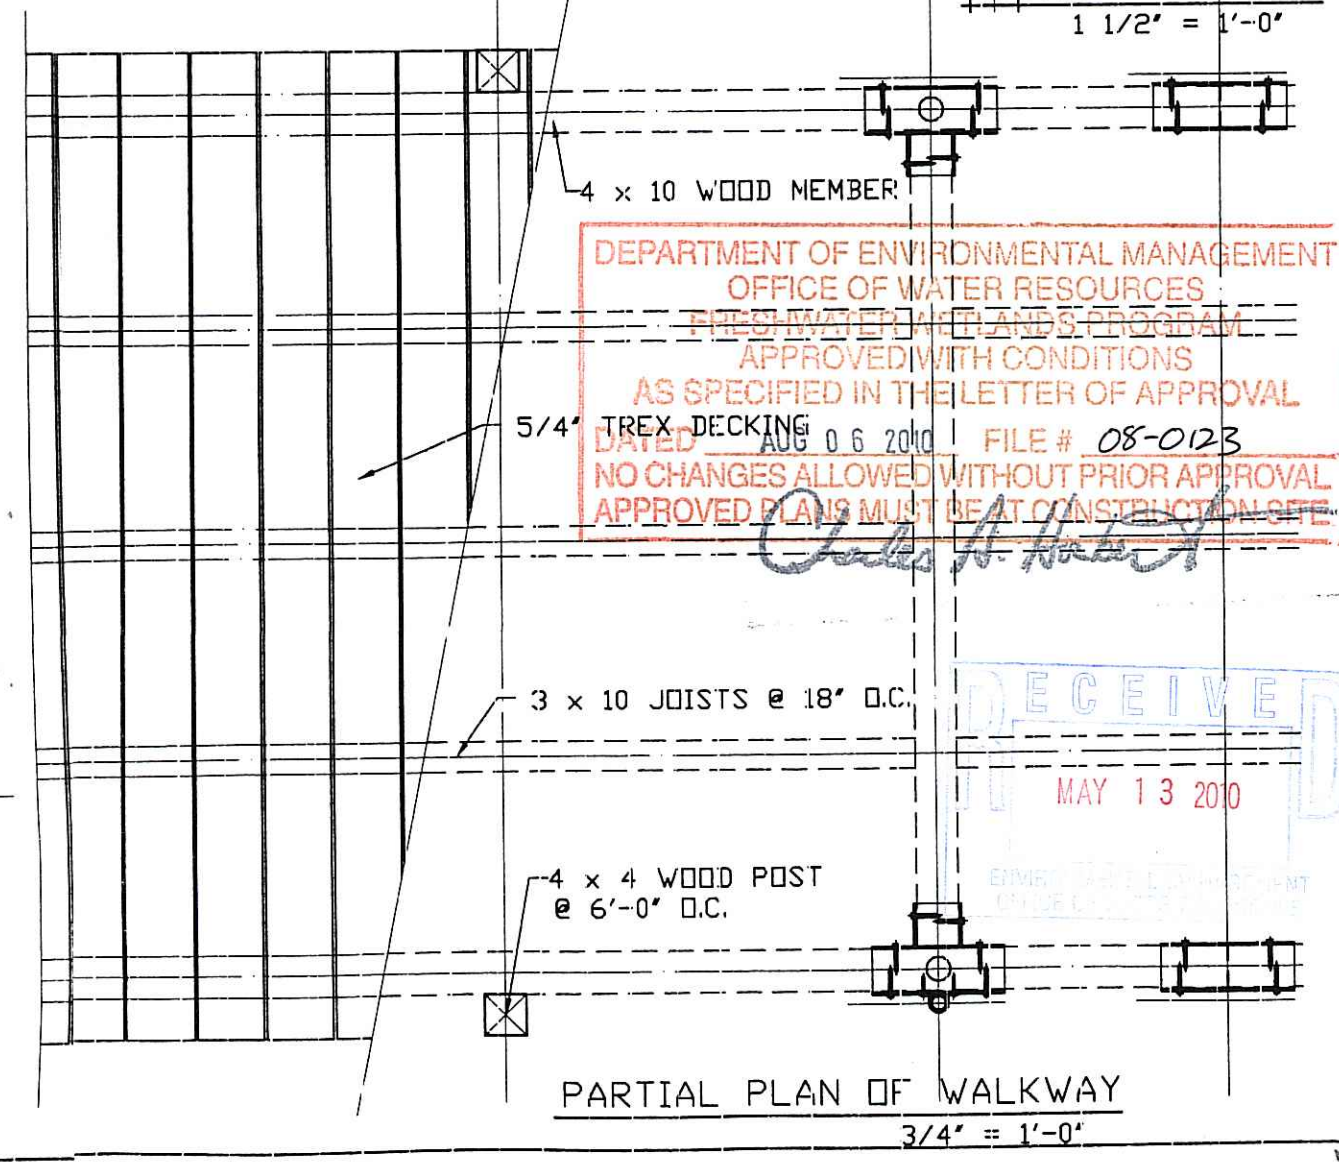 1 1/2" = 1'-0"
4 x 10 WOOD MEMBER
DEPARTMENT OF ENVIRONMENTAL MANAGEMENT
OFFICE OF WATER RESOURCES
FRESHWATER WETLANDS PROGRAM
APPROVED WITH CONDITIONS
AS SPECIFIED IN THE LETTER OF APPROVAL
5/4" TREX DECKING
DATED AUG 06 2010 FILE # 08-0123
NO CHANGES ALLOWED WITHOUT PRIOR APPROVAL
APPROVED PLANS MUST BE AT CONSTRUCTION SITE
Charles A. Horbert
3 x 10 JOISTS @ 18" O.C.
RECEIVED
MAY 13 2010
4 x 4 WOOD POST
@ 6'-0" O.C.
PARTIAL PLAN OF WALKWAY
3/4" = 1'-0"